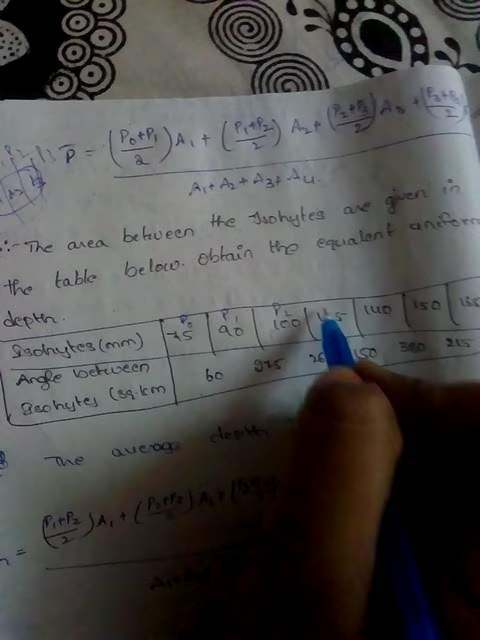 P̄ = (P0+P1/2) A1 + (P1+P2/2) A2 + (P2+P3/2) A3 + (P3+P4/2)
A1 + A2 + A3 + A4.
:- The area between the Isohytes are given in
the table below. obtain the equalent uniform
depth.
P0 P1 P2
Isohytes (mm) 75 90 100 140 150
Angle between
Isohytes (sq.km 60 150 215
The average depth
= (P1+P2/2) A1 + (P2+P3/2) A2 +